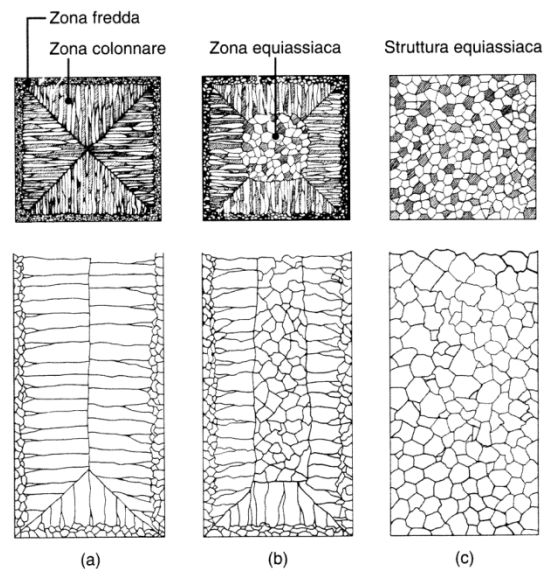 Zona fredda
Zona colonnare
Zona equiassiaca
Struttura equiassiaca
(a)
(b)
(c)